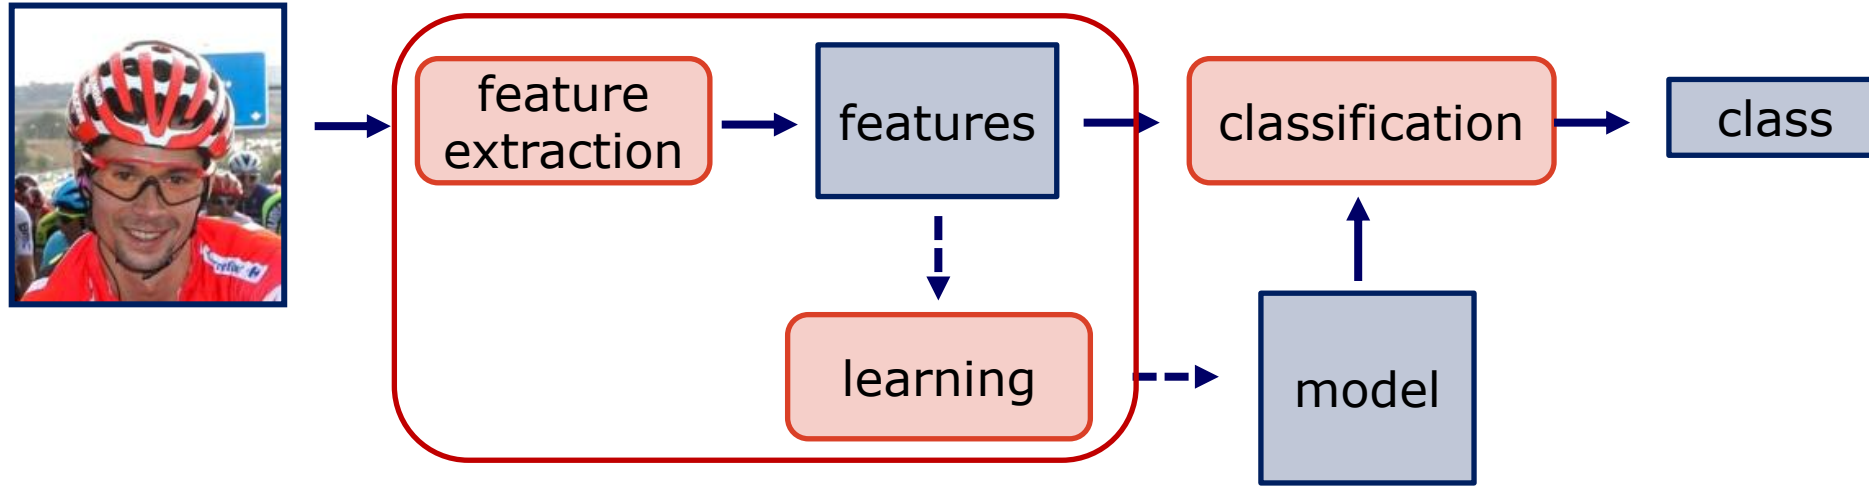 feature
extraction
features
classification
class
learning
model